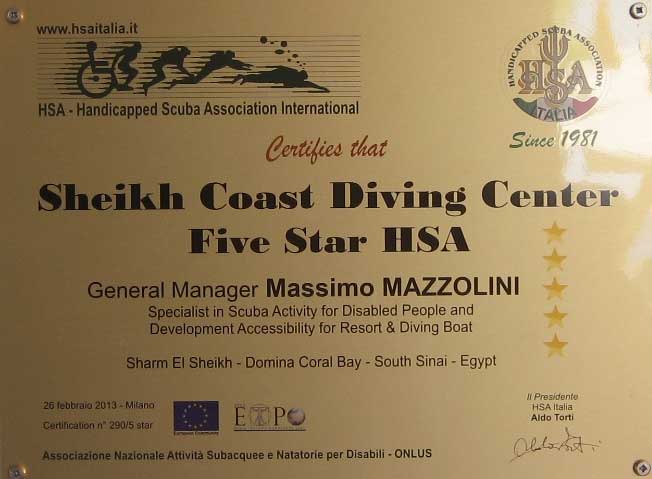 www.hsaitalia.it
HSA - Handicapped Scuba Association International
HANDICAPPED SCUBA ASSOCIATION
HSA
ITALIA
Since 1981
Certifies that
Sheikh Coast Diving Center
Five Star HSA
General Manager Massimo MAZZOLINI
Specialist in Scuba Activity for Disabled People and
Development Accessibility for Resort & Diving Boat
Sharm El Sheikh - Domina Coral Bay - South Sinai - Egypt
26 febbraio 2013 - Milano
Certification n° 290/5 star
European Community
Il Presidente
HSA Italia
Aldo Torti
Associazione Nazionale Attività Subacquee e Natatorie per Disabili - ONLUS